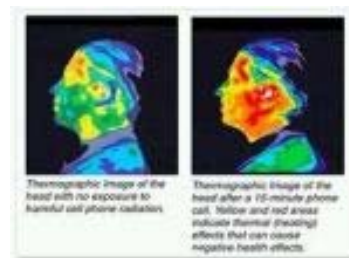 Thermographic Image of the
head with no exposure to
harmful cell phone radiation.
Thermographic Image of the
head after a 15-minute phone
call. Yellow and red areas
indicate thermal (heating)
effects that can cause
negative health effects.